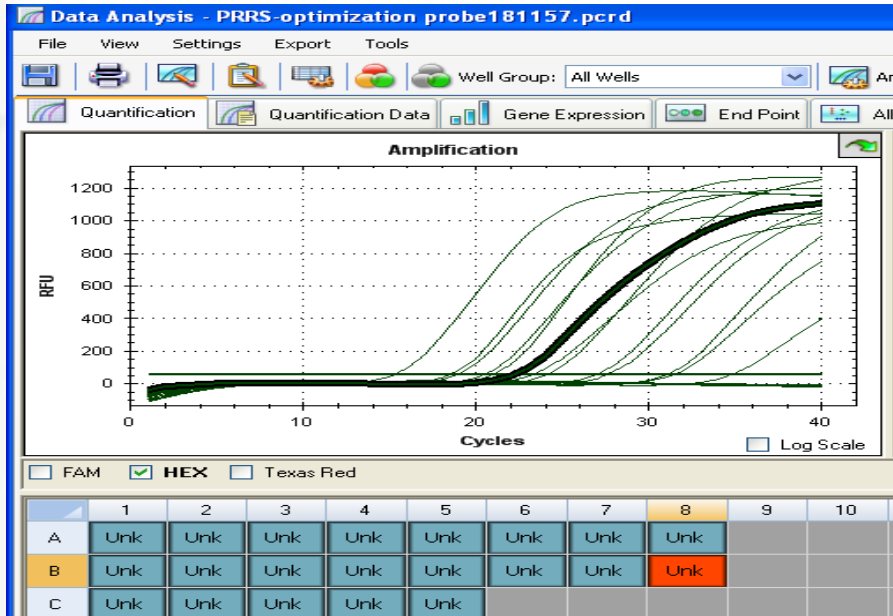 Data Analysis - PRRS-optimization probe181157.pcrd
File View Settings Export Tools
Well Group: All Wells
Quantification Quantification Data Gene Expression End Point
Amplification
1200
1000
800
600
400
200
0
RFU
0 10 20 30 40
Cycles
Log Scale
FAM HEX Texas Red
1 2 3 4 5 6 7 8 9 10
A Unk Unk Unk Unk Unk Unk Unk Unk
B Unk Unk Unk Unk Unk Unk Unk Unk
C Unk Unk Unk Unk Unk